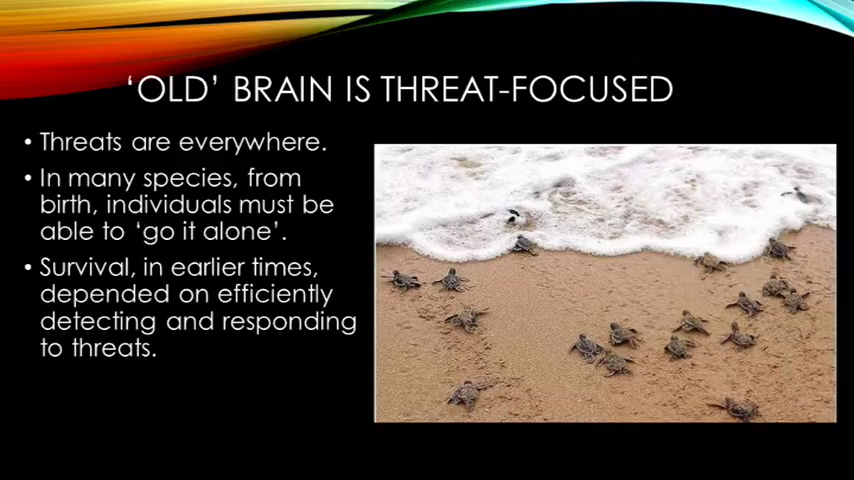 ‘OLD’ BRAIN IS THREAT-FOCUSED
• Threats are everywhere.
• In many species, from
birth, individuals must be
able to ‘go it alone’.
• Survival, in earlier times,
depended on efficiently
detecting and responding
to threats.